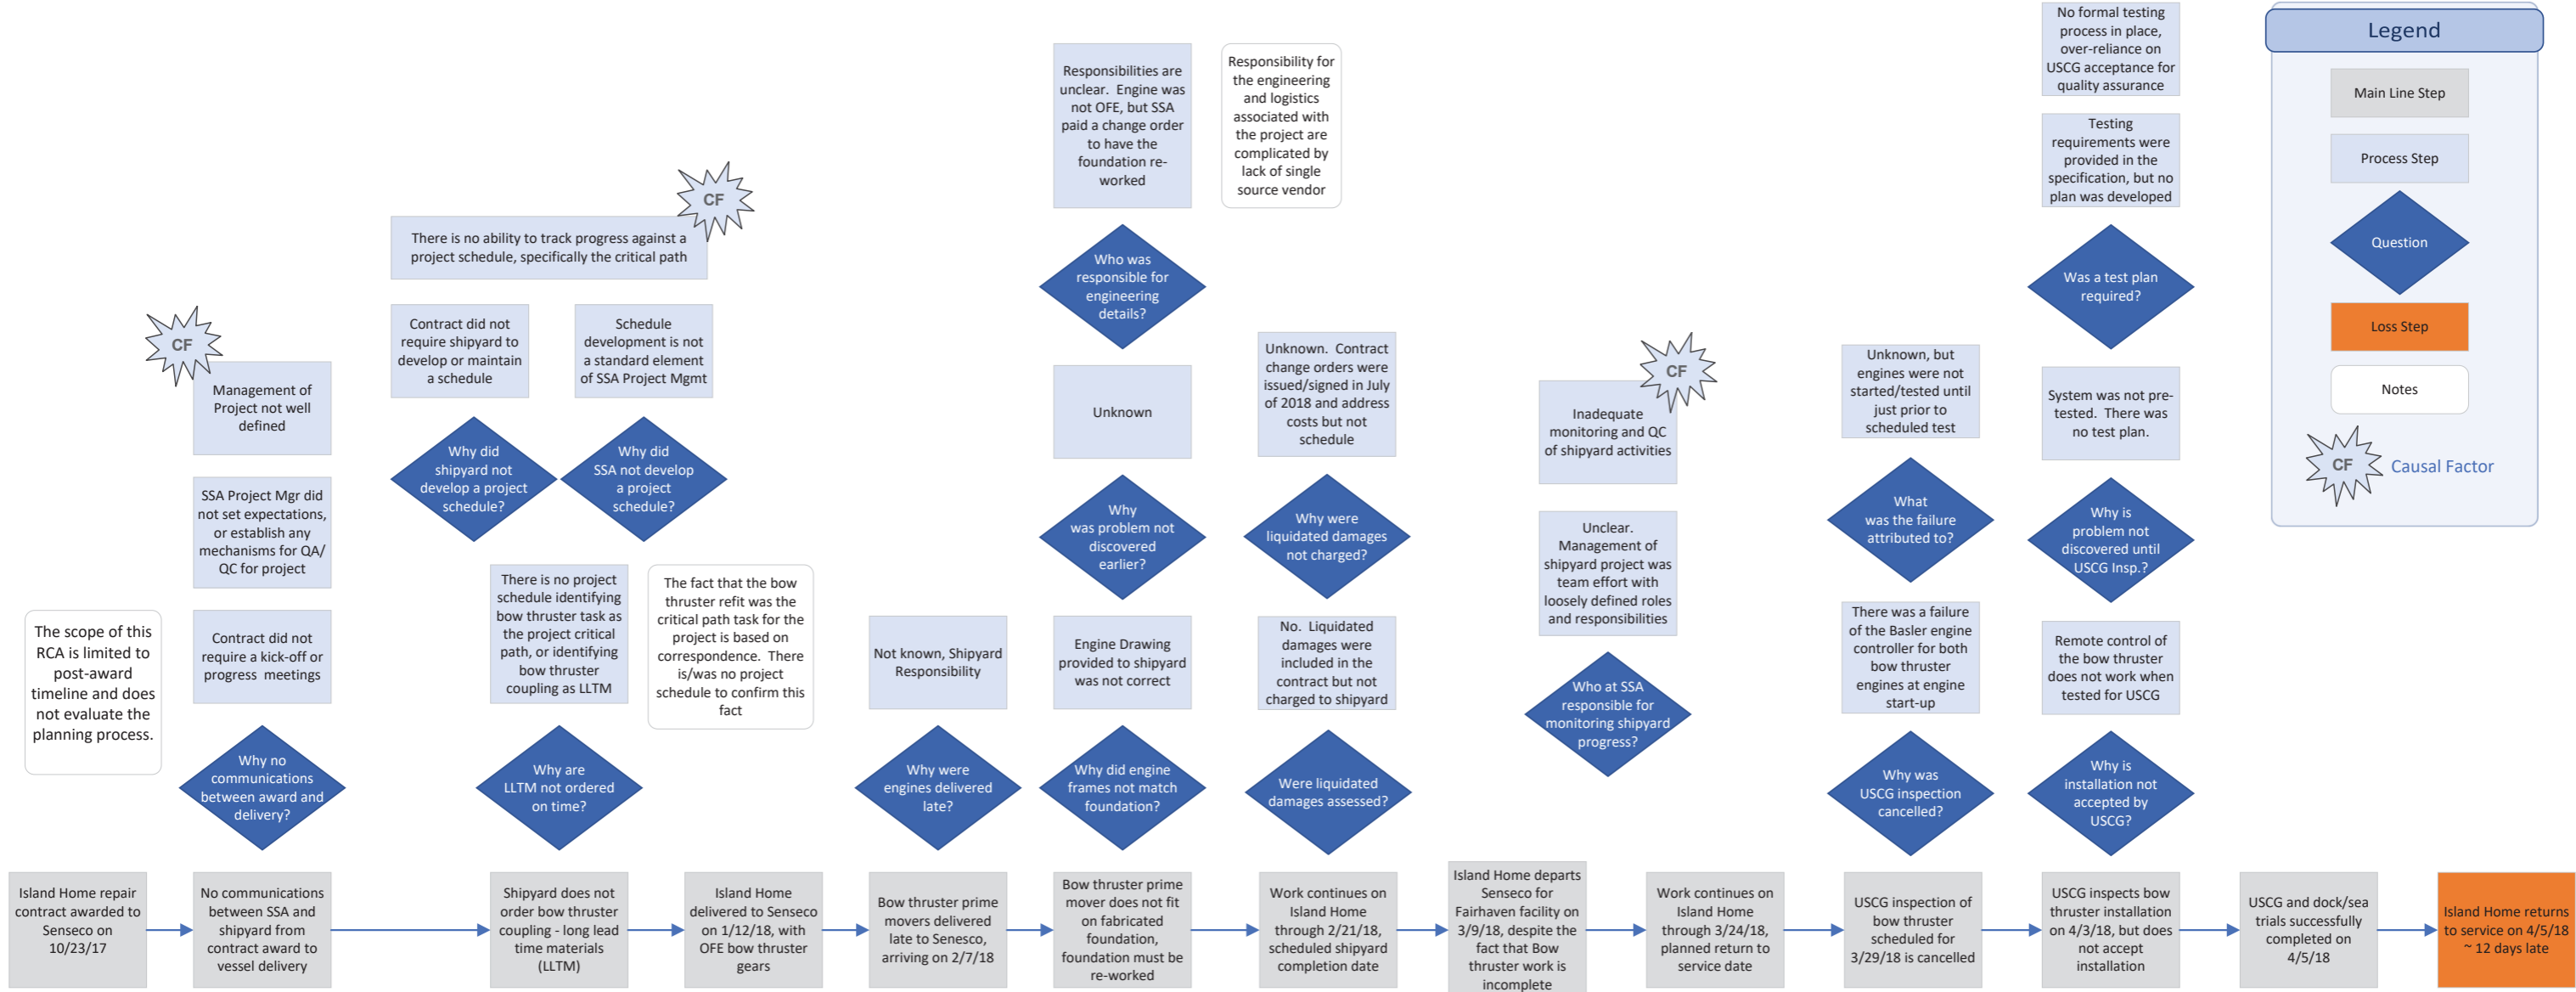 No formal testing
process in place,
over-reliance on
USCG acceptance for
quality assurance
Testing
requirements were
provided in the
specification, but no
plan was developed
Was a test plan
required?
System was not pre-
tested.  There was
no test plan.
Why is
problem not
discovered until
USCG Insp.?
Remote control of
the bow thruster
does not work when
tested for USCG
Why is
installation not
accepted by
USCG?
Legend
Main Line Step
Process Step
Question
Loss Step
Notes
CF
Causal Factor
Responsibilities are
unclear.  Engine was
not OFE, but SSA
paid a change order
to have the
foundation re-
worked
Responsibility for
the engineering
and logistics
associated with
the project are
complicated by
lack of single
source vendor
Who was
responsible for
engineering
details?
Unknown
Why
was problem not
discovered
earlier?
Engine Drawing
provided to shipyard
was not correct
Why did engine
frames not match
foundation?
Unknown.  Contract
change orders were
issued/signed in July
of 2018 and address
costs but not
schedule
Why were
liquidated damages
not charged?
No.  Liquidated
damages were
included in the
contract but not
charged to shipyard
Were liquidated
damages assessed?
CF
There is no ability to track progress against a
project schedule, specifically the critical path
Contract did not
require shipyard to
develop or maintain
a schedule
Schedule
development is not
a standard element
of SSA Project Mgmt
Why did
shipyard not
develop a project
schedule?
Why did
SSA not develop
a project
schedule?
There is no project
schedule identifying
bow thruster task as
the project critical
path, or identifying
bow thruster
coupling as LLTM
The fact that the bow
thruster refit was the
critical path task for the
project is based on
correspondence.  There
is/was no project
schedule to confirm this
fact
Why are
LLTM not ordered
on time?
CF
Management of
Project not well
defined
SSA Project Mgr did
not set expectations,
or establish any
mechanisms for QA/
QC for project
Contract did not
require a kick-off or
progress  meetings
Why no
communications
between award and
delivery?
The scope of this
RCA is limited to
post-award
timeline and does
not evaluate the
planning process.
Not known, Shipyard
Responsibility
Why were
engines delivered
late?
CF
Inadequate
monitoring and QC
of shipyard activities
Unclear.
Management of
shipyard project was
team effort with
loosely defined roles
and responsibilities
Who at SSA
responsible for
monitoring shipyard
progress?
Unknown, but
engines were not
started/tested until
just prior to
scheduled test
What
was the failure
attributed to?
There was a failure
of the Basler engine
controller for both
bow thruster
engines at engine
start-up
Why was
USCG inspection
cancelled?
Island Home repair
contract awarded to
Senseco on
10/23/17
No communications
between SSA and
shipyard from
contract award to
vessel delivery
Shipyard does not
order bow thruster
coupling - long lead
time materials
(LLTM)
Island Home
delivered to Senseco
on 1/12/18, with
OFE bow thruster
gears
Bow thruster prime
movers delivered
late to Senesco,
arriving on 2/7/18
Bow thruster prime
mover does not fit
on fabricated
foundation,
foundation must be
re-worked
Work continues on
Island Home
through 2/21/18,
scheduled shipyard
completion date
Island Home departs
Senseco for
Fairhaven facility on
3/9/18, despite the
fact that Bow
thruster work is
incomplete
Work continues on
Island Home
through 3/24/18,
planned return to
service date
USCG inspection of
bow thruster
scheduled for
3/29/18 is cancelled
USCG inspects bow
thruster installation
on 4/3/18, but does
not accept
installation
USCG and dock/sea
trials successfully
completed on
4/5/18
Island Home returns
to service on 4/5/18
~ 12 days late